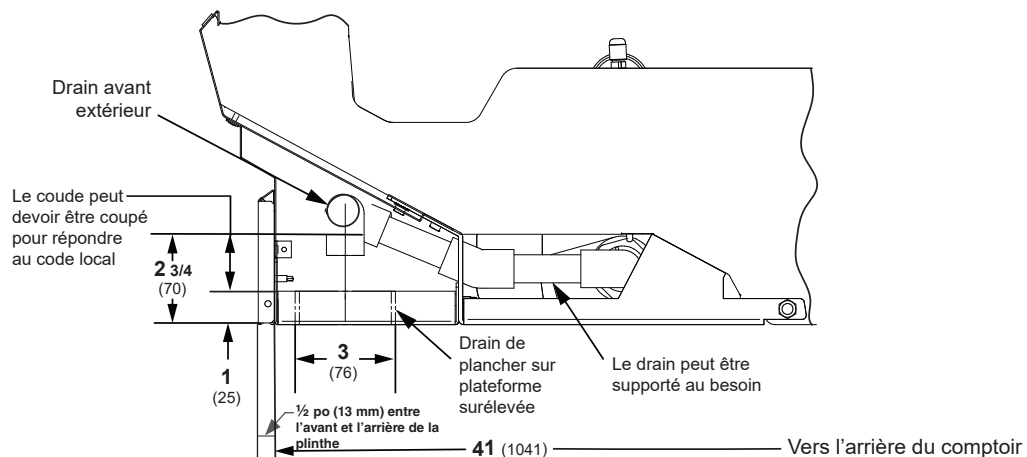 Drain avant
extérieur
Le coude peut
devoir être coupé
pour répondre
au code local
2 3/4
(70)
1
(25)
3
(76)
Drain de
plancher sur
plateforme
surélevée
Le drain peut être
supporté au besoin
½ po (13 mm) entre
l’avant et l’arrière de la
plinthe
41 (1041)
Vers l’arrière du comptoir